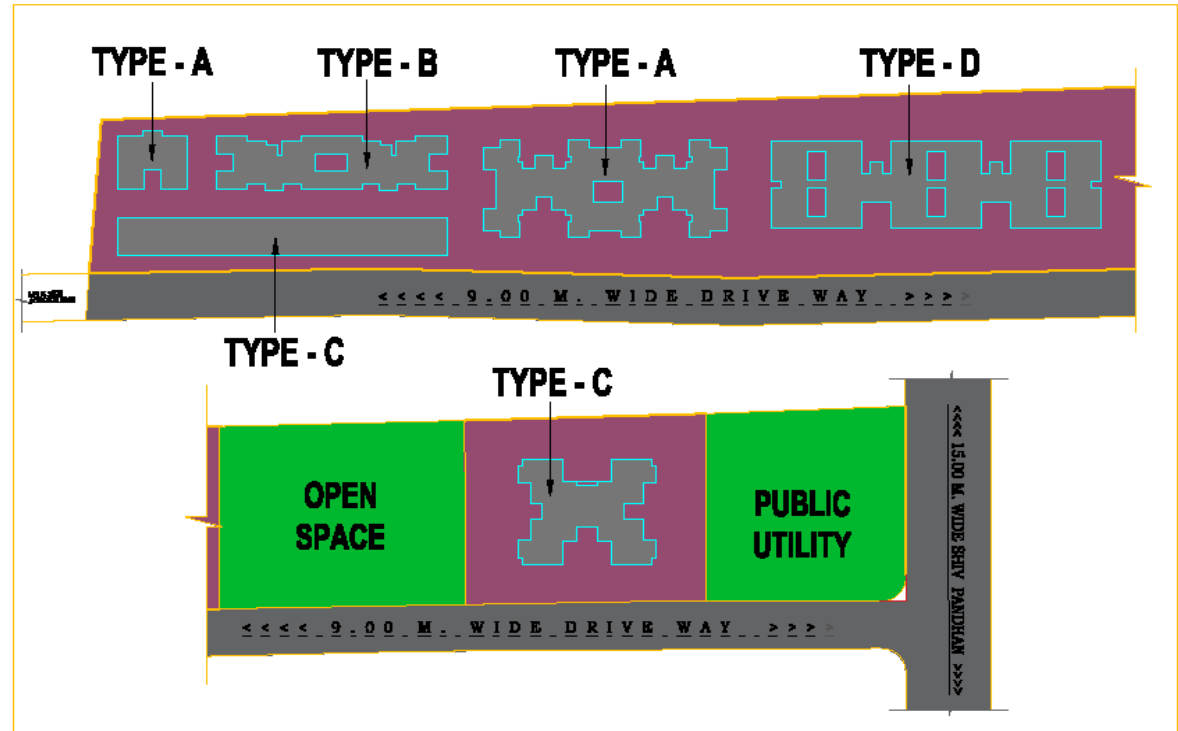 TYPE - A
TYPE - B
TYPE - A
TYPE - D
<<<< 9.00 M. WIDE DRIVE WAY >>>>
TYPE - C
TYPE - C
OPEN
SPACE
PUBLIC
UTILITY
<<<< 9.00 M. WIDE DRIVE WAY >>>>
<<<< 15.00 M. WIDE SHIV PANDHAN >>>>